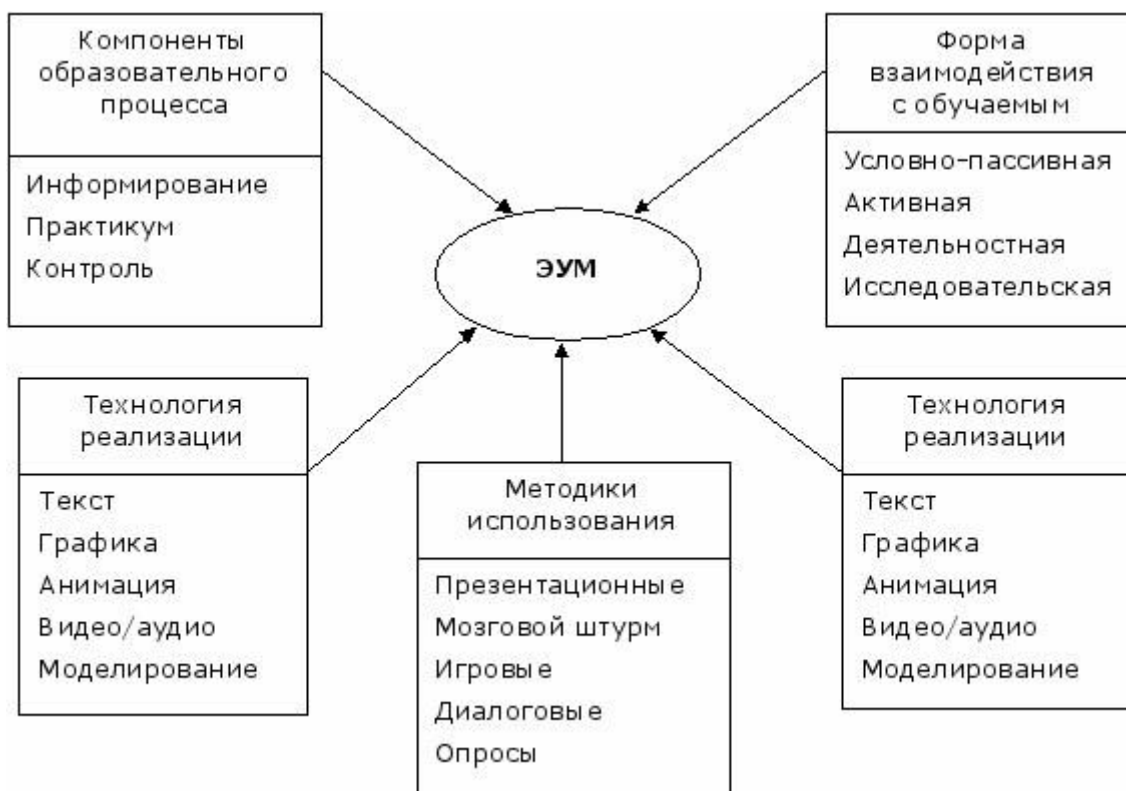 Компоненты
образовательного
процесса
Информирование
Практикум
Контроль
Форма
взаимодействия
с обучаемым
Условно-пассивная
Активная
Деятельностная
Исследовательская
ЭУМ
Технология
реализации
Текст
Графика
Анимация
Видео/аудио
Моделирование
Методики
использования
Презентационные
Мозговой штурм
Игровые
Диалоговые
Опросы
Технология
реализации
Текст
Графика
Анимация
Видео/аудио
Моделирование